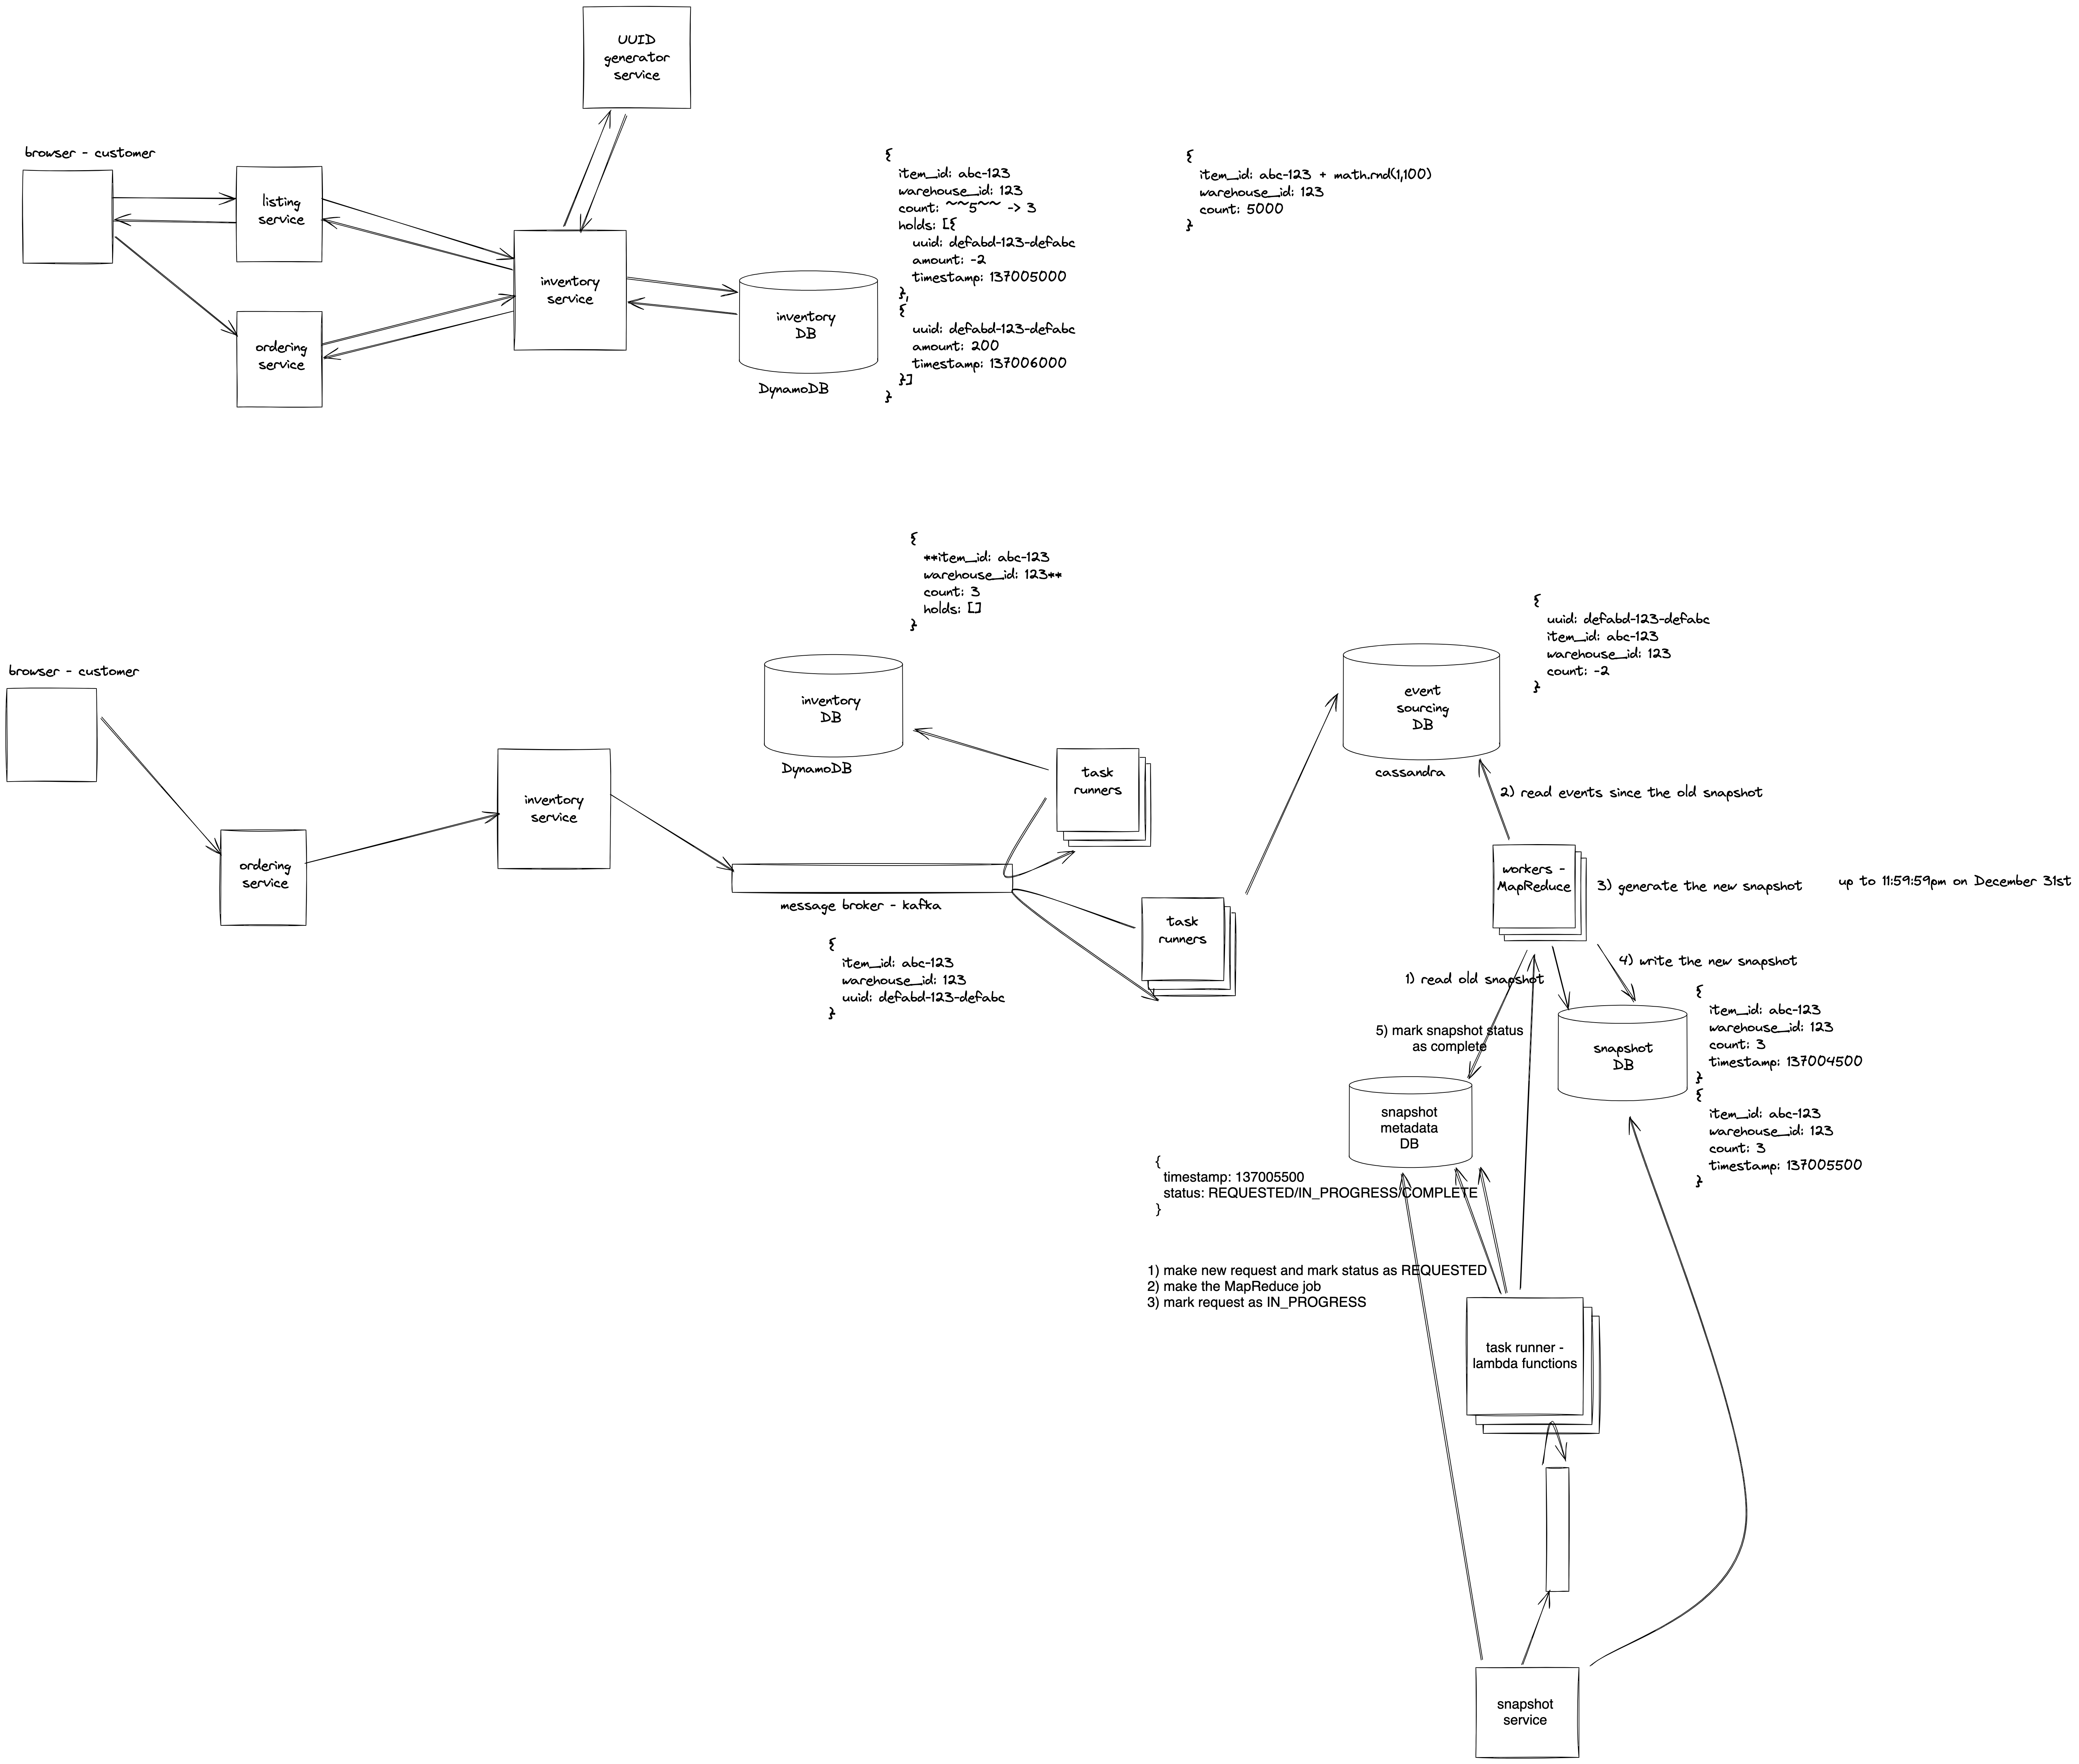 UUID
generator
service
browser - customer
listing
service
ordering
service
inventory
service
inventory
DB
DynamoDB
{
item_id: abc-123
warehouse_id: 123
count: ~~5~~ -> 3
holds: [{
uuid: defabd-123-defabc
amount: -2
timestamp: 137005000
},
{
uuid: defabd-123-defabc
amount: 200
timestamp: 137006000
}]
}
{
item_id: abc-123 + math.rnd(1,100)
warehouse_id: 123
count: 5000
}
browser - customer
ordering
service
inventory
service
{
**item_id: abc-123
warehouse_id: 123**
count: 3
holds: []
}
inventory
DB
DynamoDB
task
runners
message broker - kafka
{
item_id: abc-123
warehouse_id: 123
uuid: defabd-123-defabc
}
task
runners
event
sourcing
DB
cassandra
{
uuid: defabd-123-defabc
item_id: abc-123
warehouse_id: 123
count: -2
}
2) read events since the old snapshot
workers -
MapReduce
3) generate the new snapshot
up to 11:59:59pm on December 31st
4) write the new snapshot
1) read old snapshot
5) mark snapshot status
as complete
snapshot
DB
{
item_id: abc-123
warehouse_id: 123
count: 3
timestamp: 137004500
}
{
item_id: abc-123
warehouse_id: 123
count: 3
timestamp: 137005500
}
snapshot
metadata
DB
{
timestamp: 137005500
status: REQUESTED/IN_PROGRESS/COMPLETE
}
1) make new request and mark status as REQUESTED
2) make the MapReduce job
3) mark request as IN_PROGRESS
task runner -
lambda functions
snapshot
service